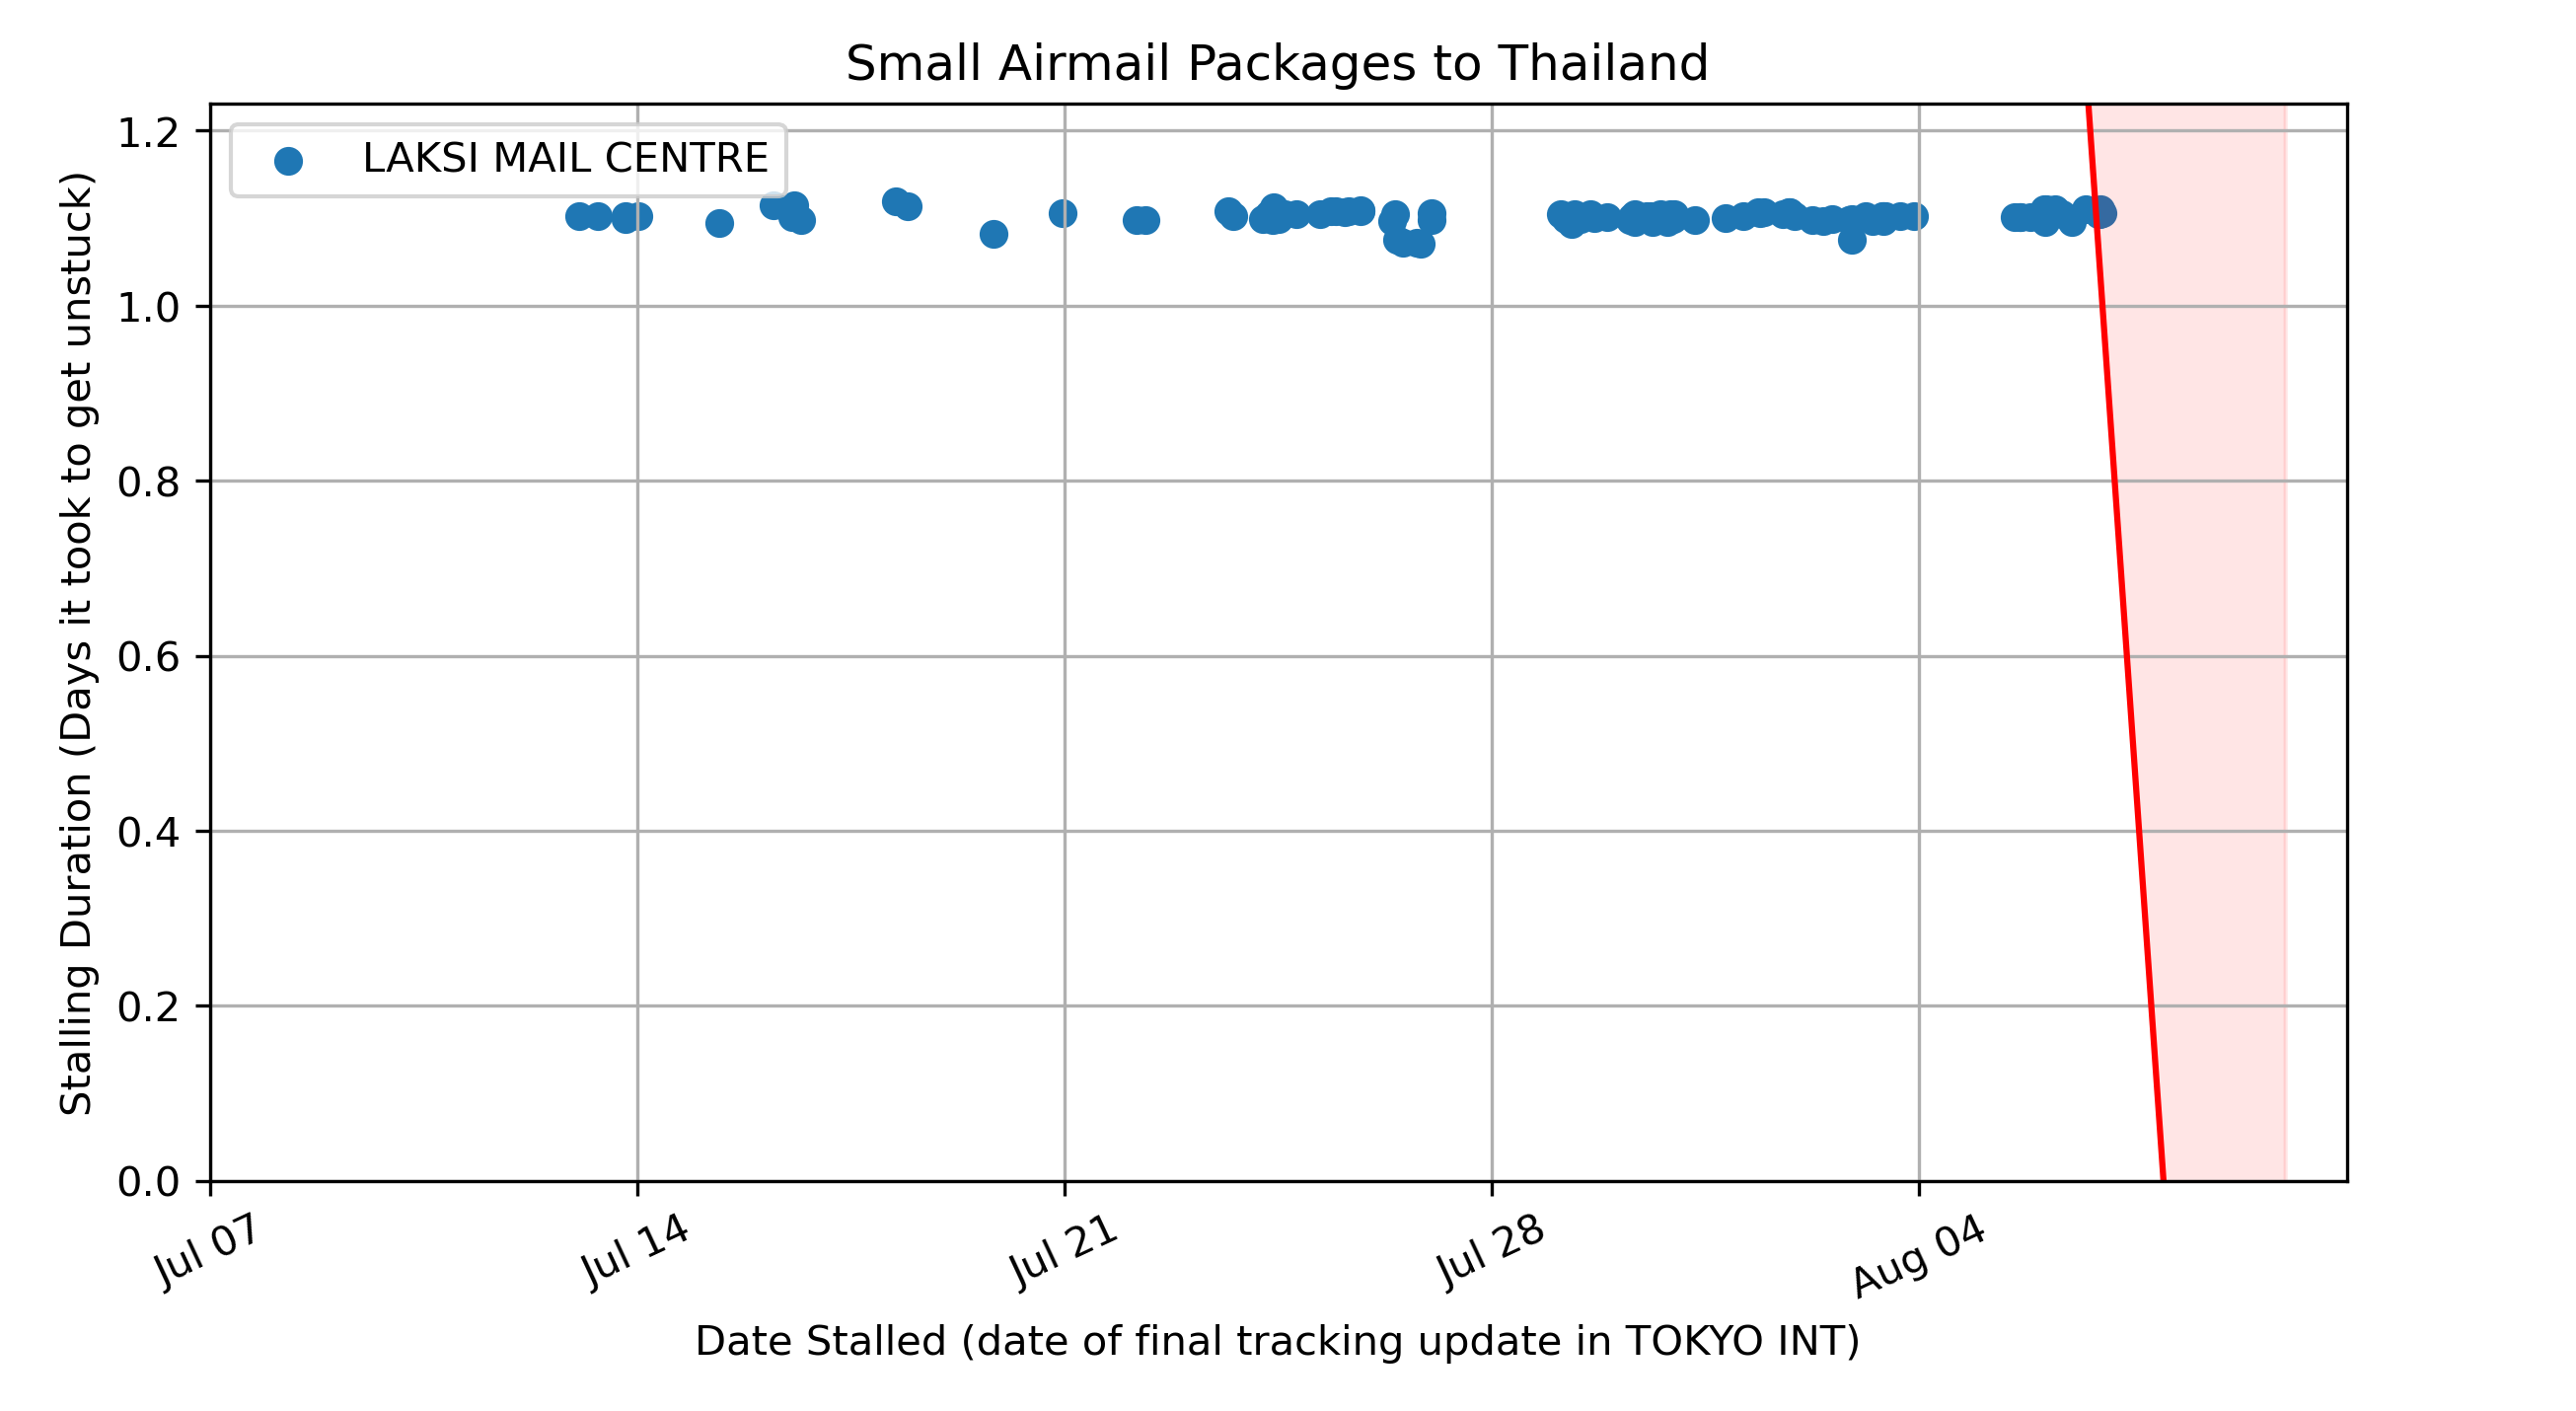 Small Airmail Packages to Thailand
LAKSI MAIL CENTRE
Stalling Duration (Days it took to get unstuck)
1.2
1.0
0.8
0.6
0.4
0.2
0.0
Jul 07
Jul 14
Jul 21
Jul 28
Aug 04
Date Stalled (date of final tracking update in TOKYO INT)